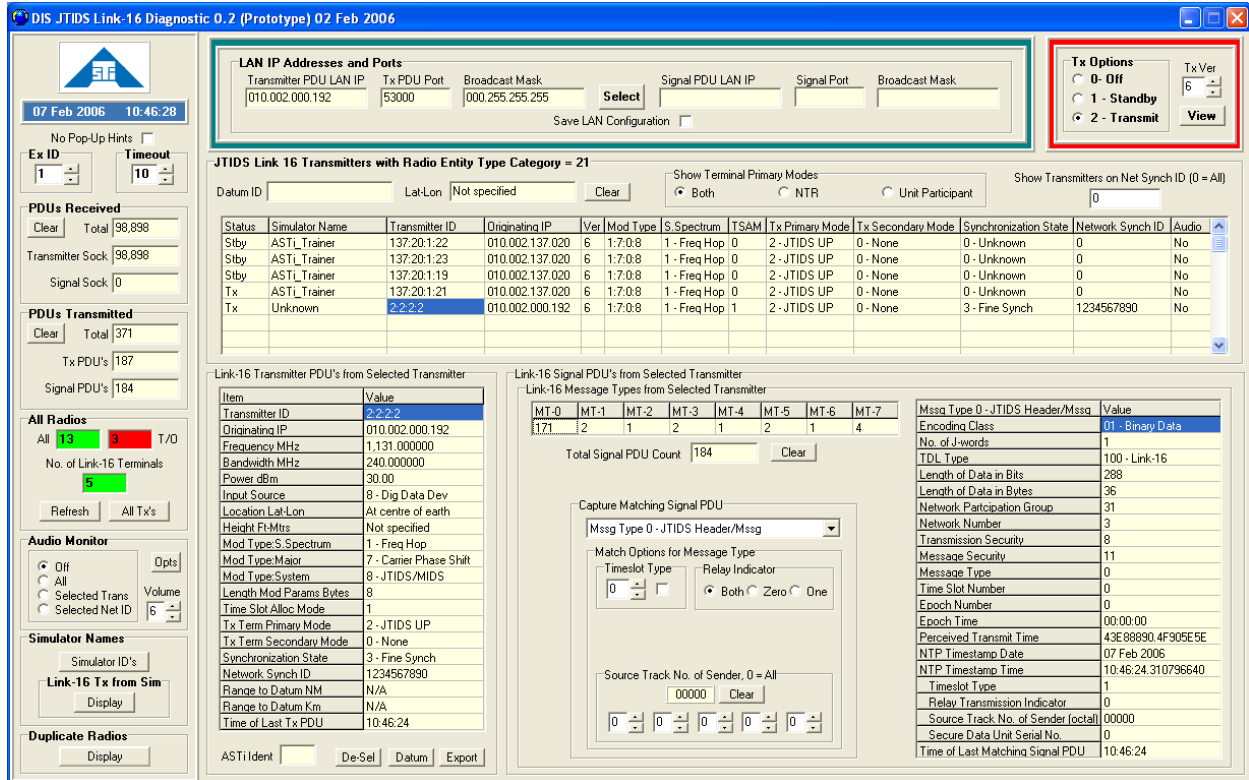 DIS JTIDS Link-16 Diagnostic 0.2 (Prototype) 02 Feb 2006
STi
07 Feb 2006 10:46:28
No Pop-Up Hints
Ex ID Timeout
1 10
PDUs Received
Clear Total 98,898
Transmitter Sock 98,898
Signal Sock 0
PDUs Transmitted
Clear Total 371
Tx PDU's 187
Signal PDU's 184
All Radios
All 13 3 T/O
No. of Link-16 Terminals
5
Refresh All Tx's
Audio Monitor
Off Opts
All
Selected Trans Volume
Selected Net ID 6
Simulator Names
Simulator ID's
Link-16 Tx from Sim
Display
Duplicate Radios
Display
LAN IP Addresses and Ports
Transmitter PDU LAN IP Tx PDU Port Broadcast Mask Signal PDU LAN IP Signal Port Broadcast Mask
010.002.000.192 53000 000.255.255.255 Select
Save LAN Configuration
Tx Options
0- Off Tx Ver
1 - Standby 6
2 - Transmit View
JTIDS Link 16 Transmitters with Radio Entity Type Category = 21
Datum ID Lat-Lon Not specified Clear
Show Terminal Primary Modes
Both NTR Unit Participant
Show Transmitters on Net Synch ID (0 = All)
0
Status Simulator Name Transmitter ID Originating IP Ver Mod Type S.Spectrum TSAM Tx Primary Mode Tx Secondary Mode Synchronization State Network Synch ID Audio
Stby ASTi_Trainer 137:20:1:22 010.002.137.020 6 1:7:0:8 1 - Freq Hop 0 2 - JTIDS UP 0 - None 0 - Unknown 0 No
Stby ASTi_Trainer 137:20:1:23 010.002.137.020 6 1:7:0:8 1 - Freq Hop 0 2 - JTIDS UP 0 - None 0 - Unknown 0 No
Stby ASTi_Trainer 137:20:1:19 010.002.137.020 6 1:7:0:8 1 - Freq Hop 0 2 - JTIDS UP 0 - None 0 - Unknown 0 No
Tx ASTi_Trainer 137:20:1:21 010.002.137.020 6 1:7:0:8 1 - Freq Hop 0 2 - JTIDS UP 0 - None 0 - Unknown 0 No
Tx Unknown 2:2:2:2 010.002.000.192 6 1:7:0:8 1 - Freq Hop 1 2 - JTIDS UP 0 - None 3 - Fine Synch 1234567890 No
Link-16 Transmitter PDU's from Selected Transmitter
Item Value
Transmitter ID 2:2:2:2
Originating IP 010.002.000.192
Frequency MHz 1,131.000000
Bandwidth MHz 240.000000
Power dBm 30.00
Input Source 8 - Dig Data Dev
Location Lat-Lon At centre of earth
Height Ft-Mtrs Not specified
Mod Type:S.Spectrum 1 - Freq Hop
Mod Type:Major 7 - Carrier Phase Shift
Mod Type:System 8 - JTIDS/MIDS
Length Mod Params Bytes 8
Time Slot Alloc Mode 1
Tx Term Primary Mode 2 - JTIDS UP
Tx Term Secondary Mode 0 - None
Synchronization State 3 - Fine Synch
Network Synch ID 1234567890
Range to Datum NM N/A
Range to Datum Km N/A
Time of Last Tx PDU 10:46:24
ASTi Ident De-Sel Datum Export
Link-16 Signal PDU's from Selected Transmitter
Link-16 Message Types from Selected Transmitter
MT-0 MT-1 MT-2 MT-3 MT-4 MT-5 MT-6 MT-7
171 2 1 2 1 2 1 4
Total Signal PDU Count 184 Clear
Capture Matching Signal PDU
Mssg Type 0 - JTIDS Header/Mssg
Match Options for Message Type
Timeslot Type Relay Indicator
0 Both Zero One
Source Track No. of Sender, 0 = All
00000 Clear
0 0 0 0 0
Mssg Type 0 - JTIDS Header/Mssg Value
Encoding Class 01 - Binary Data
No. of J-words 1
TDL Type 100 - Link-16
Length of Data in Bits 288
Length of Data in Bytes 36
Network Partcipation Group 31
Network Number 3
Transmission Security 8
Message Security 11
Message Type 0
Time Slot Number 0
Epoch Number 0
Epoch Time 00:00:00
Perceived Transmit Time 43E88890.4F905E5E
NTP Timestamp Date 07 Feb 2006
NTP Timestamp Time 10:46:24.310796640
Timeslot Type 1
Relay Transmission Indicator 0
Source Track No. of Sender (octal) 00000
Secure Data Unit Serial No. 0
Time of Last Matching Signal PDU 10:46:24